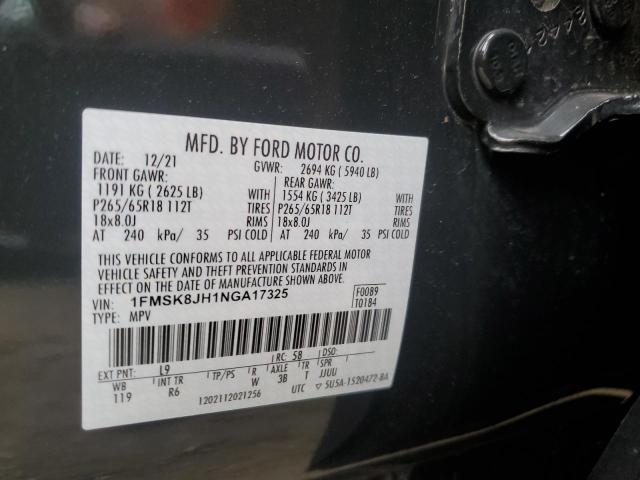 MFD. BY FORD MOTOR CO.
DATE: 12/21 GVWR: 2694 KG ( 5940 LB)
FRONT GAWR: REAR GAWR:
1191 KG ( 2625 LB) WITH 1554 KG ( 3425 LB) WITH
P265/65R18 112T TIRES P265/65R18 112T TIRES
18x8.0J RIMS 18x8.0J RIMS
AT 240 kPa/ 35 PSI COLD AT 240 kPa/ 35 PSI COLD
THIS VEHICLE CONFORMS TO ALL APPLICABLE FEDERAL MOTOR
VEHICLE SAFETY AND THEFT PREVENTION STANDARDS IN
EFFECT ON THE DATE OF MANUFACTURE SHOWN ABOVE.
VIN: 1FMSK8JH1NGA17325 F0089
TYPE: MPV T0184
EXT PNT: L9 RC: 58 DSO:
WB INT TR TP/PS R AXLE TR SPR
119 R6 W 3B T JJUU
1202112021256 UTC 5U5A-1520472-BA